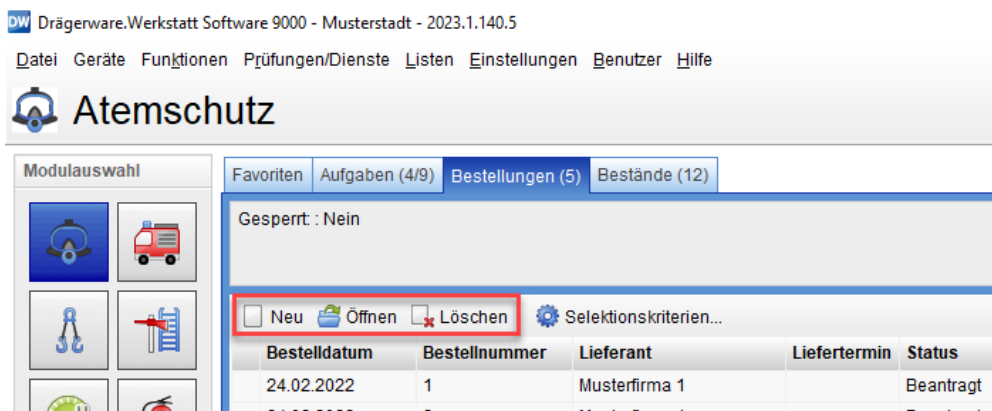 DW Drägerware.Werkstatt Software 9000 - Musterstadt - 2023.1.140.5
Datei Geräte Funktionen Prüfungen/Dienste Listen Einstellungen Benutzer Hilfe
Atemschutz
Modulauswahl
Favoriten Aufgaben (4/9) Bestellungen (5) Bestände (12)
Gesperrt: : Nein
Neu Öffnen Löschen Selektionskriterien...
Bestelldatum Bestellnummer Lieferant Liefertermin Status
24.02.2022 1 Musterfirma 1 Beantragt